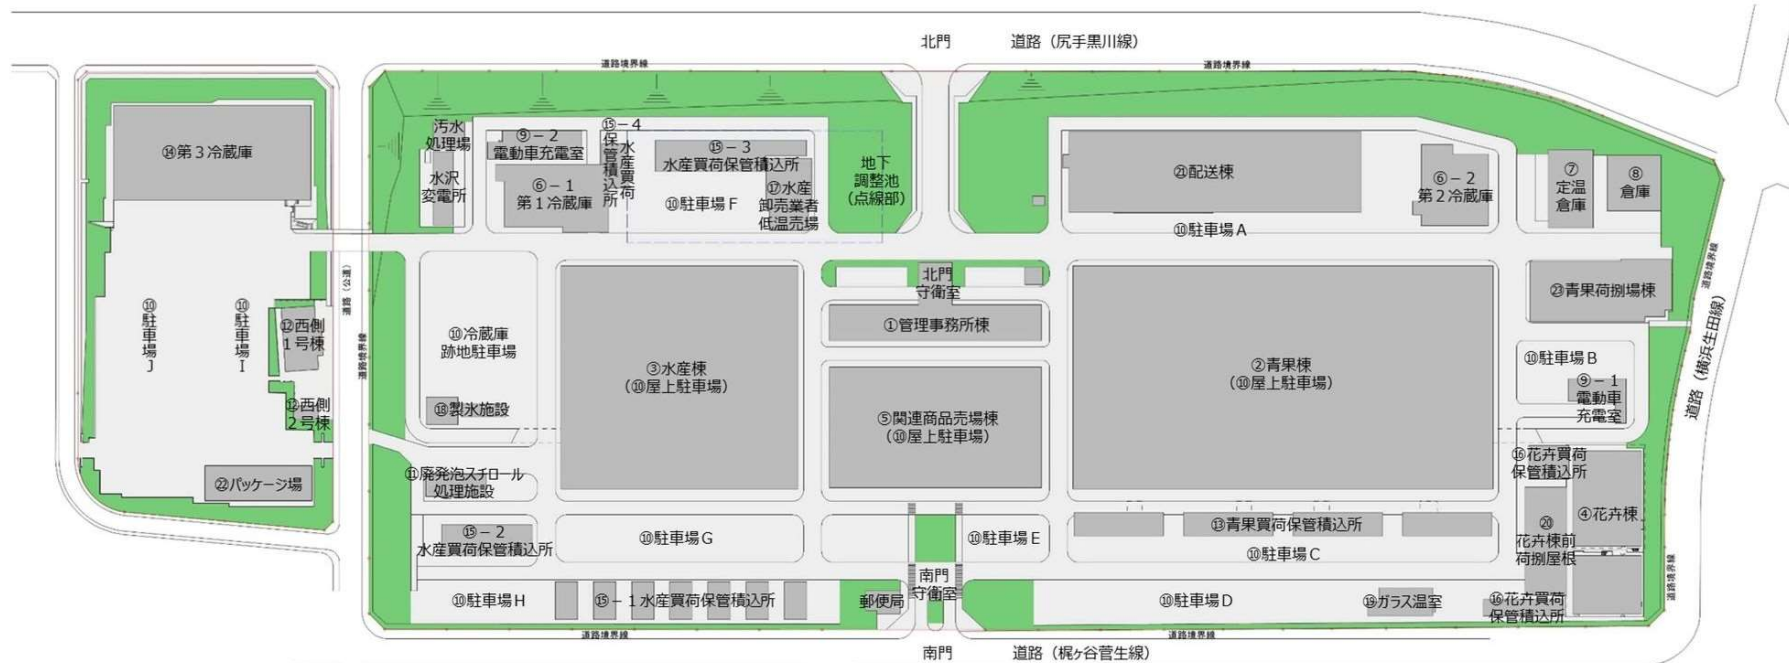 北門
道路（尻手黒川線）
道路境界線
道路境界線
⑭第３冷蔵庫
汚水
処理場
水沢
変電所
⑨－２
電動車充電室
⑥－１
第１冷蔵庫
⑮－４
水産買荷
保管積込所
⑮－３
水産買荷保管積込所
⑩駐車場Ｆ
⑰水産
卸売業者
低温売場
地下
調整池
（点線部）
㉑配送棟
⑩駐車場Ａ
⑥－２
第２冷蔵庫
⑦
定温
倉庫
⑧
倉庫
道路境界線
道路（公道）
道路境界線
⑩駐車場Ｊ
⑩駐車場Ｉ
⑫西側
１号棟
⑫西側
２号棟
㉒パッケージ場
⑩冷蔵庫
跡地駐車場
⑱製氷施設
③水産棟
（⑩屋上駐車場）
北門
守衛室
①管理事務所棟
⑤関連商品売場棟
（⑩屋上駐車場）
②青果棟
（⑩屋上駐車場）
㉓青果荷捌場棟
⑩駐車場Ｂ
⑨－１
電動車
充電室
道路（横浜生田線）
⑪廃発泡スチロール
処理施設
⑮－２
水産買荷保管積込所
⑩駐車場Ｇ
⑩駐車場Ｅ
⑬青果買荷保管積込所
⑩駐車場Ｃ
⑯花卉買荷
保管積込所
④花卉棟
⑳
花卉棟前
荷捌屋根
道路境界線
⑩駐車場Ｈ
⑮－１水産買荷保管積込所
郵便局
南門
守衛室
⑩駐車場Ｄ
⑲ガラス温室
⑯花卉買荷
保管積込所
道路境界線
道路境界線
南門
道路（梶ヶ谷菅生線）